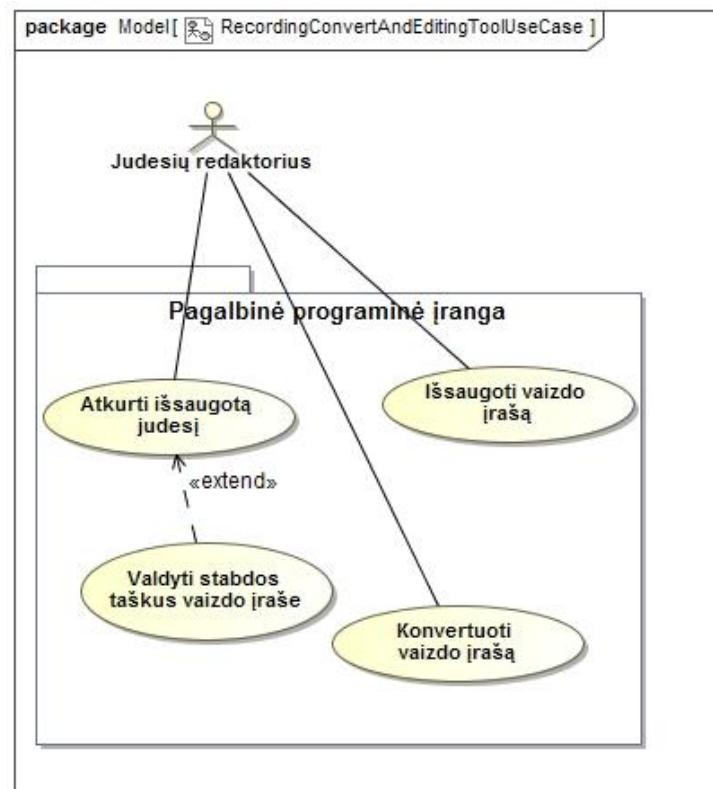 package Model[ RecordingConvertAndEditingToolUseCase ]
Judesių redaktorius
Pagalbinė programinė įranga
Atkurti išsaugotą
judesį
Išsaugoti vaizdo
įrašą
«extend»
Valdyti stabdos
taškus vaizdo įraše
Konvertuoti
vaizdo įrašą